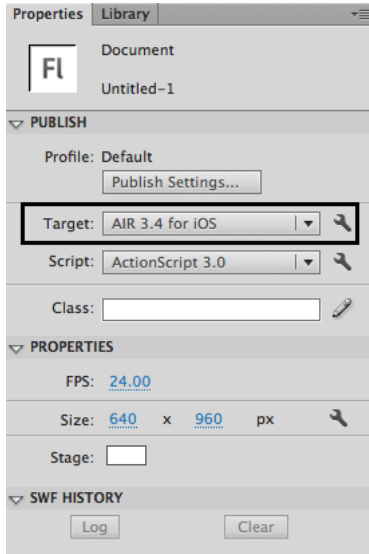 Properties Library
Fl
Document
Untitled-1
PUBLISH
Profile: Default
Publish Settings...
Target: AIR 3.4 for iOS
Script: ActionScript 3.0
Class:
PROPERTIES
FPS: 24.00
Size: 640 x 960 px
Stage:
SWF HISTORY
Log Clear